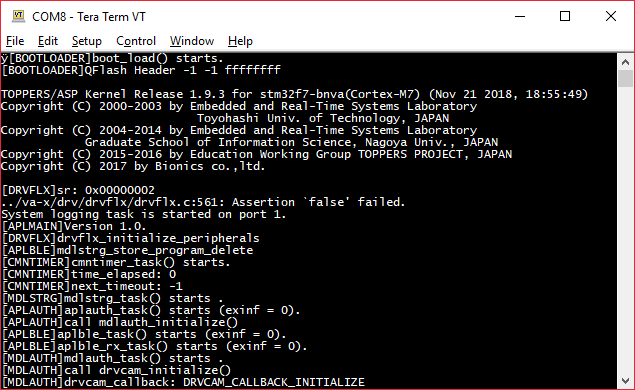 COM8 - Tera Term VT
File Edit Setup Control Window Help
ÿ[BOOTLOADER]boot_load() starts.
[BOOTLOADER]QFlash Header -1 -1 ffffffff
TOPPERS/ASP Kernel Release 1.9.3 for stm32f7-bnva(Cortex-M7) (Nov 21 2018, 18:55:49)
Copyright (C) 2000-2003 by Embedded and Real-Time Systems Laboratory
Toyohashi Univ. of Technology, JAPAN
Copyright (C) 2004-2014 by Embedded and Real-Time Systems Laboratory
Graduate School of Information Science, Nagoya Univ., JAPAN
Copyright (C) 2015-2016 by Education Working Group TOPPERS PROJECT, JAPAN
Copyright (C) 2017 by Bionics co.,ltd.
[DRVFLX]sr: 0x00000002
../va-x/drv/drvflx/drvflx.c:561: Assertion `false' failed.
System logging task is started on port 1.
[APLMAIN]Version 1.0.
[DRVFLX]drvflx_initialize_peripherals
[APLBLE]mdlstrg_store_program_delete
[CMNTIMER]cmntimer_task() starts.
[CMNTIMER]time_elapsed: 0
[CMNTIMER]next_timeout: -1
[MDLSTRG]mdlstrg_task() starts .
[APLAUTH]aplauth_task() starts (exinf = 0).
[APLAUTH]call mdlauth_initialize()
[APLBLE]aplble_task() starts (exinf = 0).
[APLBLE]aplble_rx_task() starts (exinf = 0).
[MDLAUTH]mdlauth_task() starts .
[MDLAUTH]call drvcam_initialize()
[MDLAUTH]drvcam_callback: DRVCAM_CALLBACK_INITIALIZE